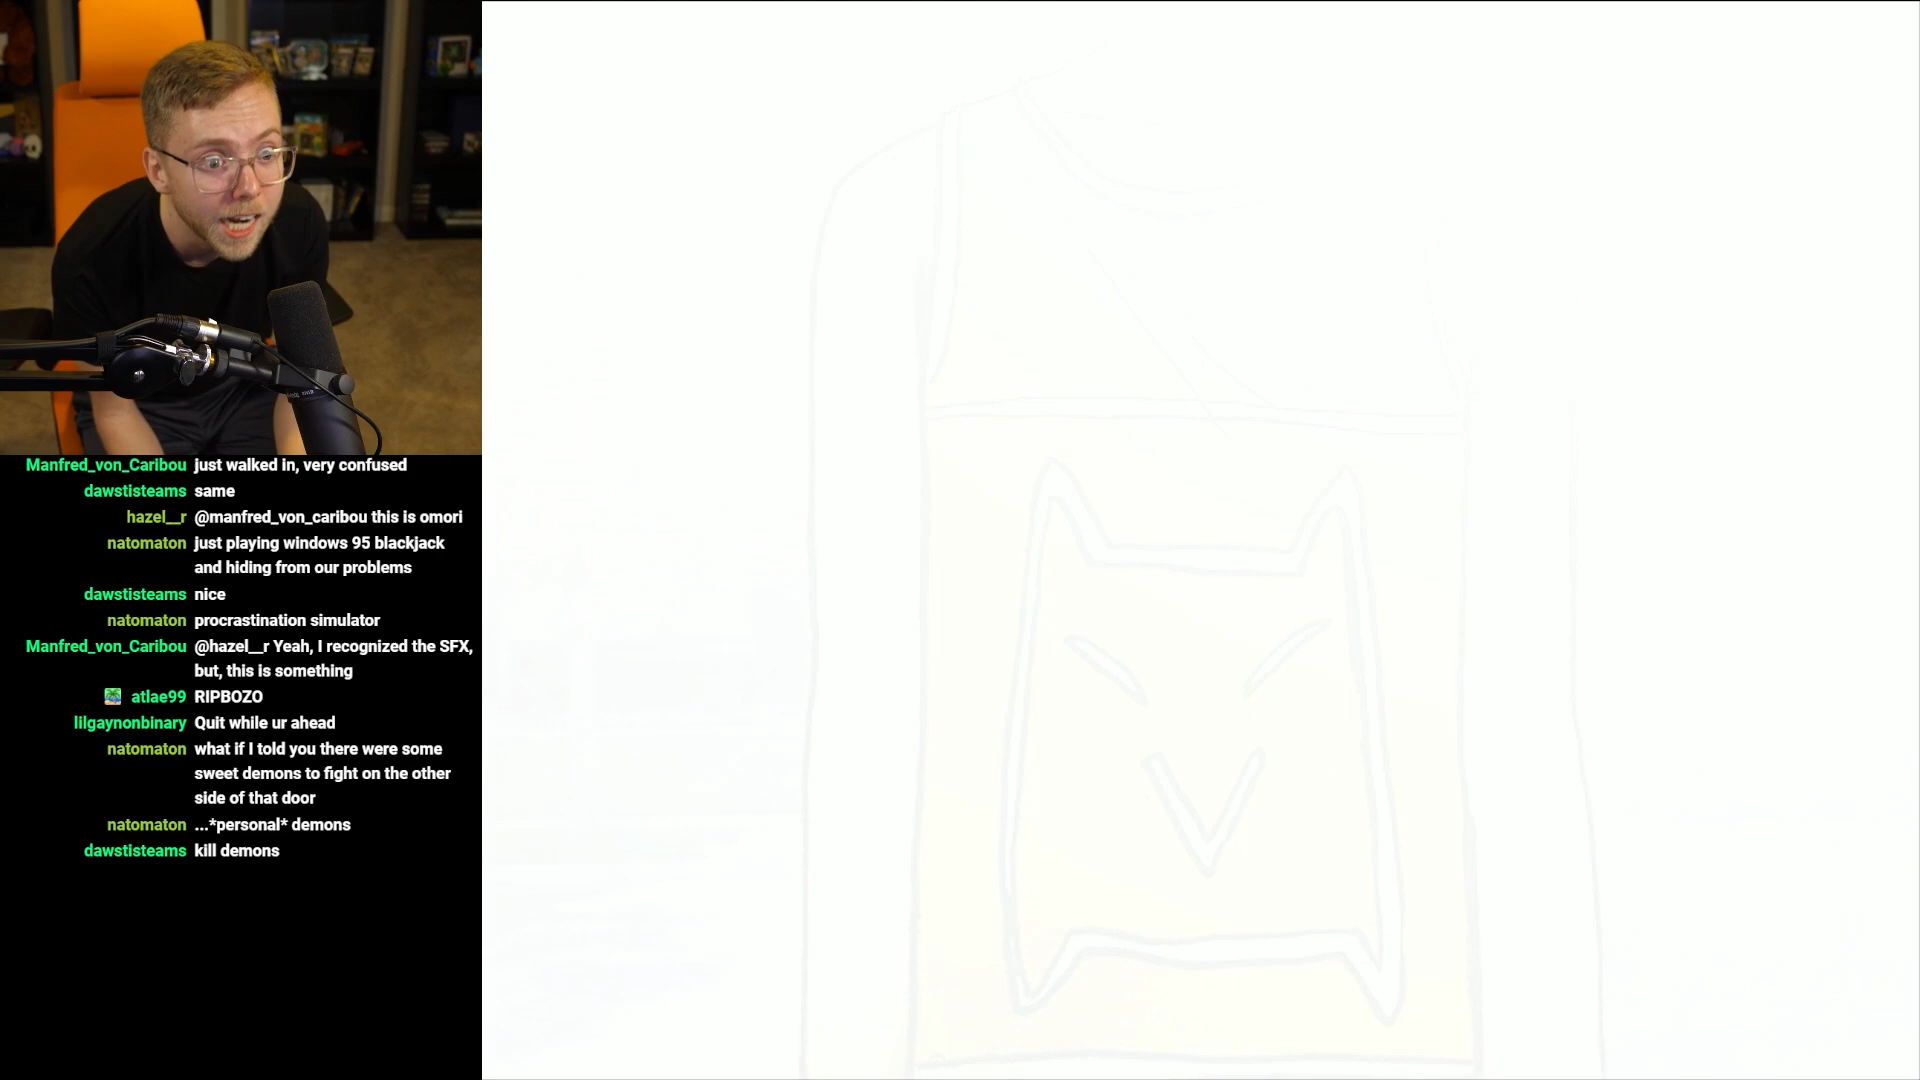 Manfred_von_Caribou just walked in, very confused
dawstisteams same
hazel__r @manfred_von_caribou this is omori
natomaton just playing windows 95 blackjack
and hiding from our problems
dawstisteams nice
natomaton procrastination simulator
Manfred_von_Caribou @hazel__r Yeah, I recognized the SFX,
but, this is something
atlae99 RIPBOZO
lilgaynonbinary Quit while ur ahead
natomaton what if I told you there were some
sweet demons to fight on the other
side of that door
natomaton ...*personal* demons
dawstisteams kill demons